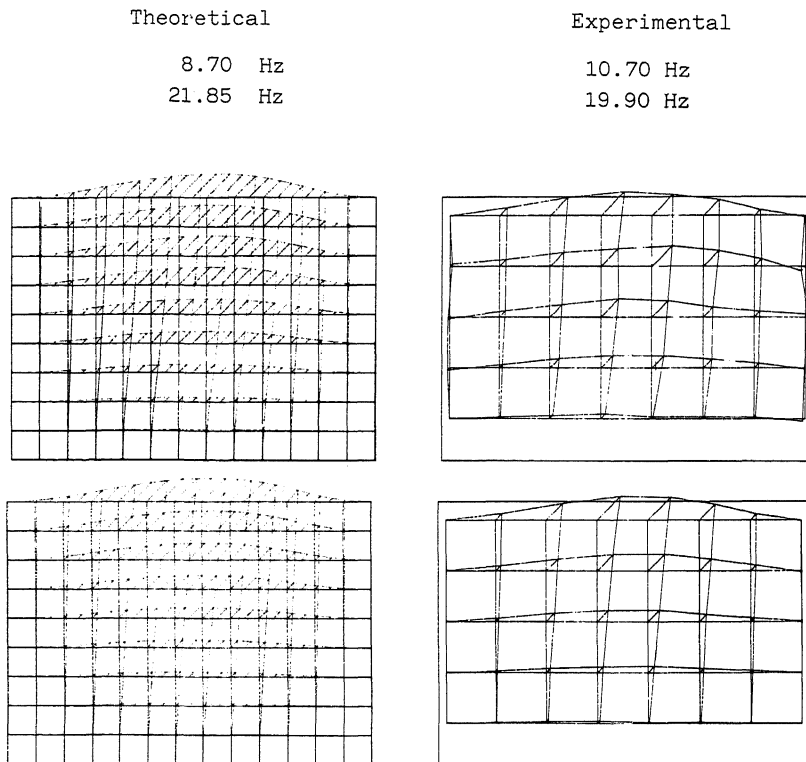 Theoretical
8.70 Hz
21.85 Hz
Experimental
10.70 Hz
19.90 Hz